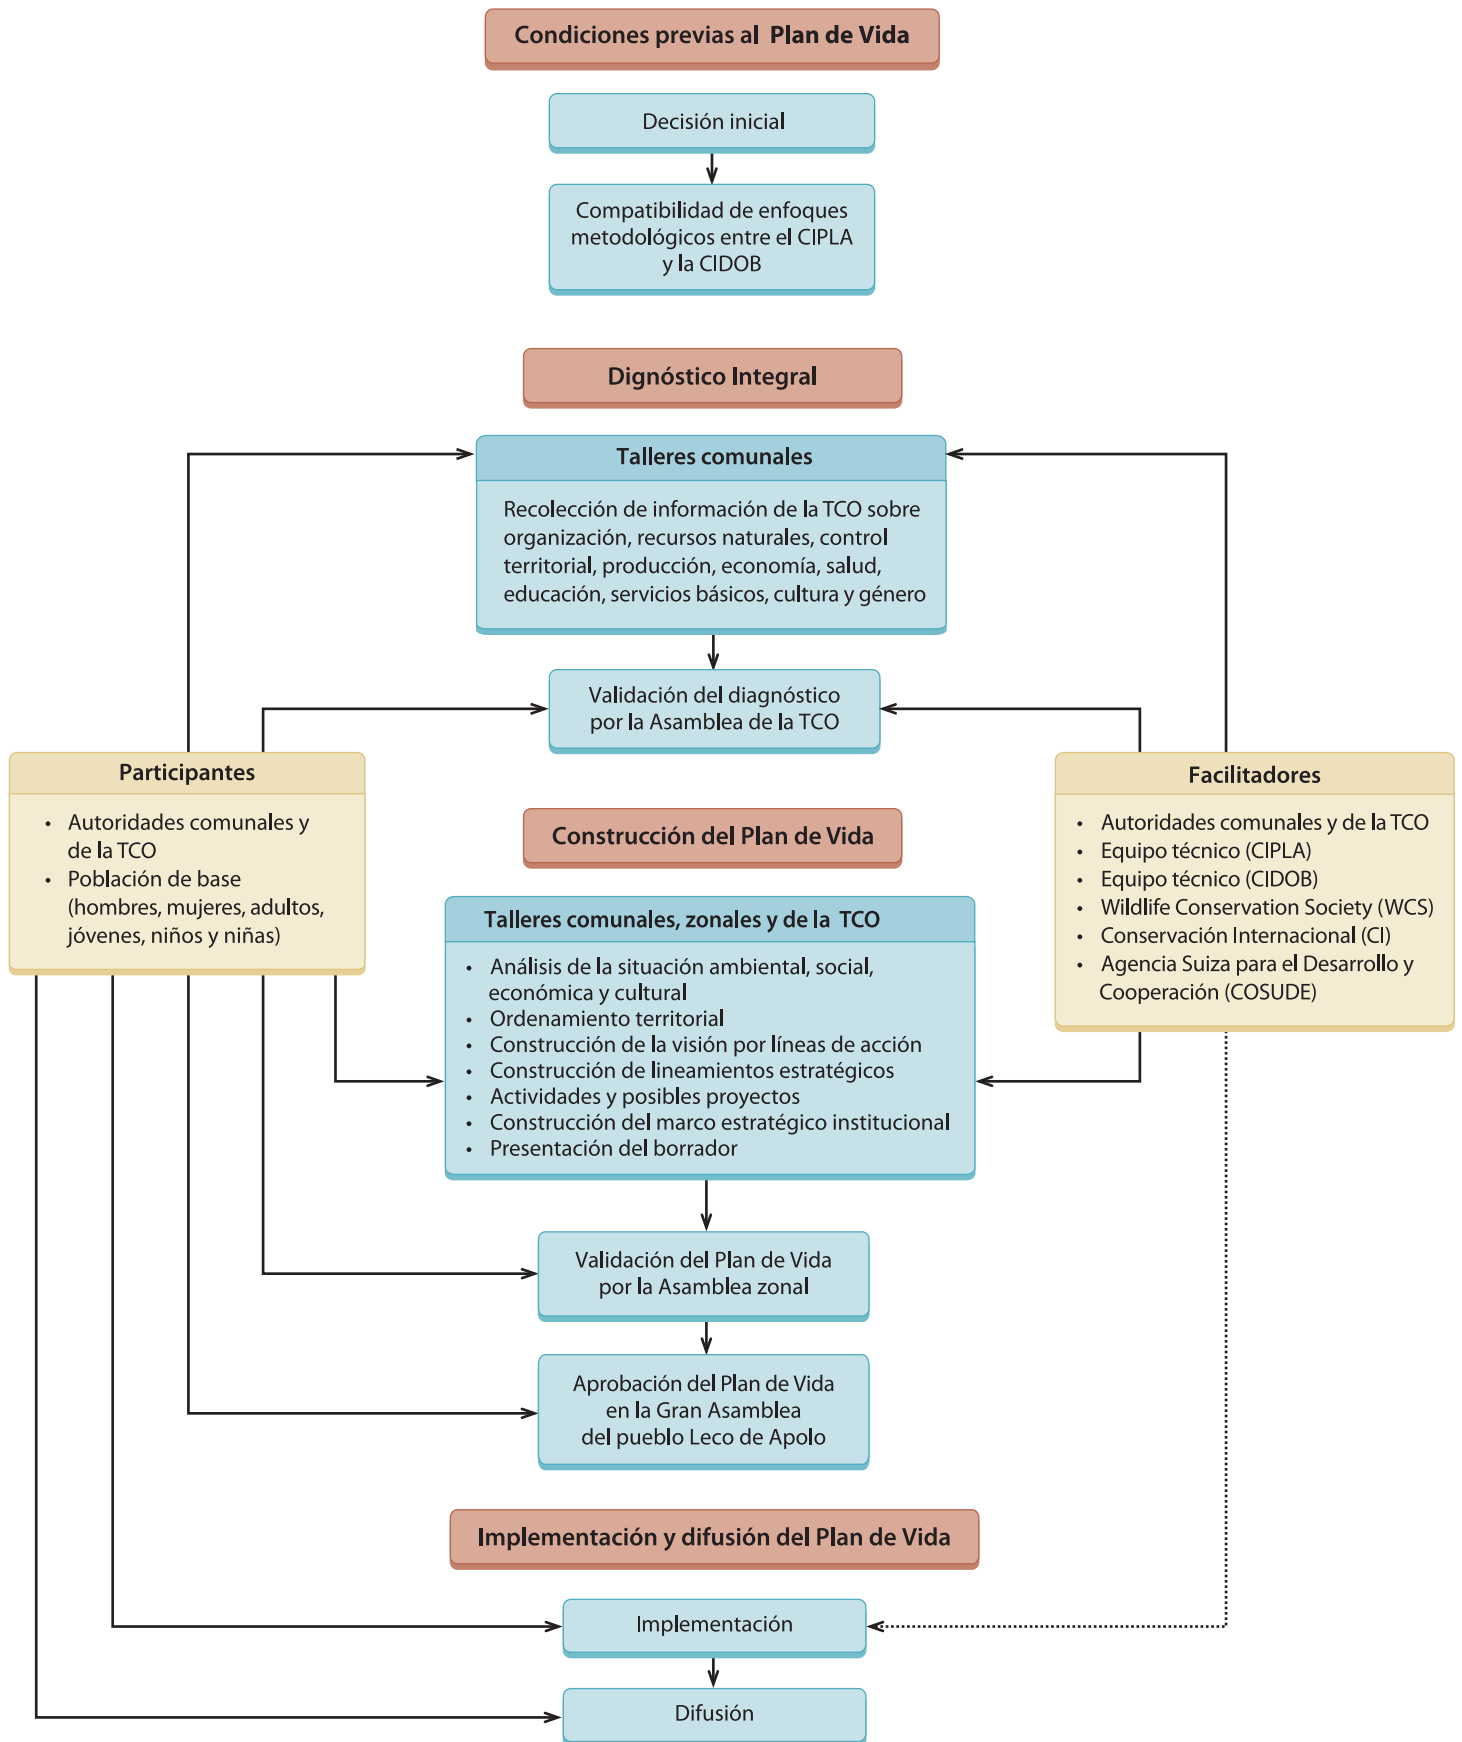 Condiciones previas al Plan de Vida
Decisión inicial
Compatibilidad de enfoques
metodológicos entre el CIPLA
y la CIDOB
Dignóstico Integral
Talleres comunales
Recolección de información de la TCO sobre
organización, recursos naturales, control
territorial, producción, economía, salud,
educación, servicios básicos, cultura y género
Validación del diagnóstico
por la Asamblea de la TCO
Participantes
• Autoridades comunales y
de la TCO
• Población de base
(hombres, mujeres, adultos,
jóvenes, niños y niñas)
Facilitadores
• Autoridades comunales y de la TCO
• Equipo técnico (CIPLA)
• Equipo técnico (CIDOB)
• Wildlife Conservation Society (WCS)
• Conservación Internacional (CI)
• Agencia Suiza para el Desarrollo y
Cooperación (COSUDE)
Construcción del Plan de Vida
Talleres comunales, zonales y de la TCO
• Análisis de la situación ambiental, social,
económica y cultural
• Ordenamiento territorial
• Construcción de la visión por líneas de acción
• Construcción de lineamientos estratégicos
• Actividades y posibles proyectos
• Construcción del marco estratégico institucional
• Presentación del borrador
Validación del Plan de Vida
por la Asamblea zonal
Aprobación del Plan de Vida
en la Gran Asamblea
del pueblo Leco de Apolo
Implementación y difusión del Plan de Vida
Implementación
Difusión